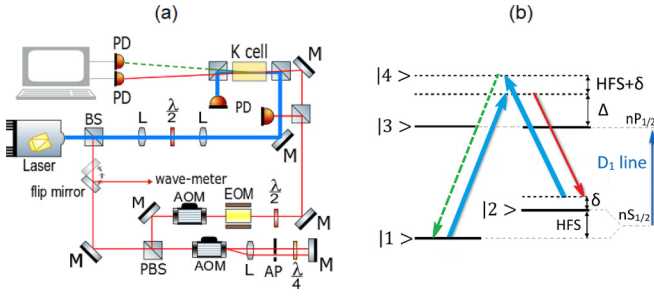 (a)
(b)
PD
K cell
M
PD
PD
BS
L
λ/2
L
M
Laser
flip mirror
wave-meter
AOM
EOM
λ/2
M
M
PBS
AOM
L
AP
λ/4
M
M
|4>
HFS+δ
Δ
|3>
nP1/2
D1 line
|2>
δ
HFS
nS1/2
|1>